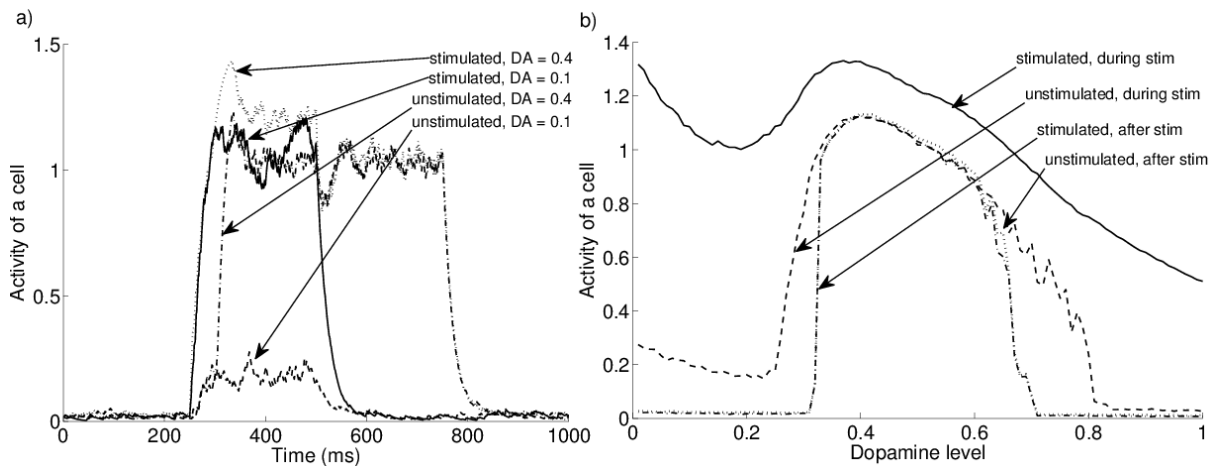 a)
1.5
1
0.5
0
Activity of a cell
0
200
400
600
800
1000
Time (ms)
stimulated, DA = 0.4
stimulated, DA = 0.1
unstimulated, DA = 0.4
unstimulated, DA = 0.1
b)
1.4
1.2
1
0.8
0.6
0.4
0.2
0
Activity of a cell
0
0.2
0.4
0.6
0.8
1
Dopamine level
stimulated, during stim
unstimulated, during stim
stimulated, after stim
unstimulated, after stim